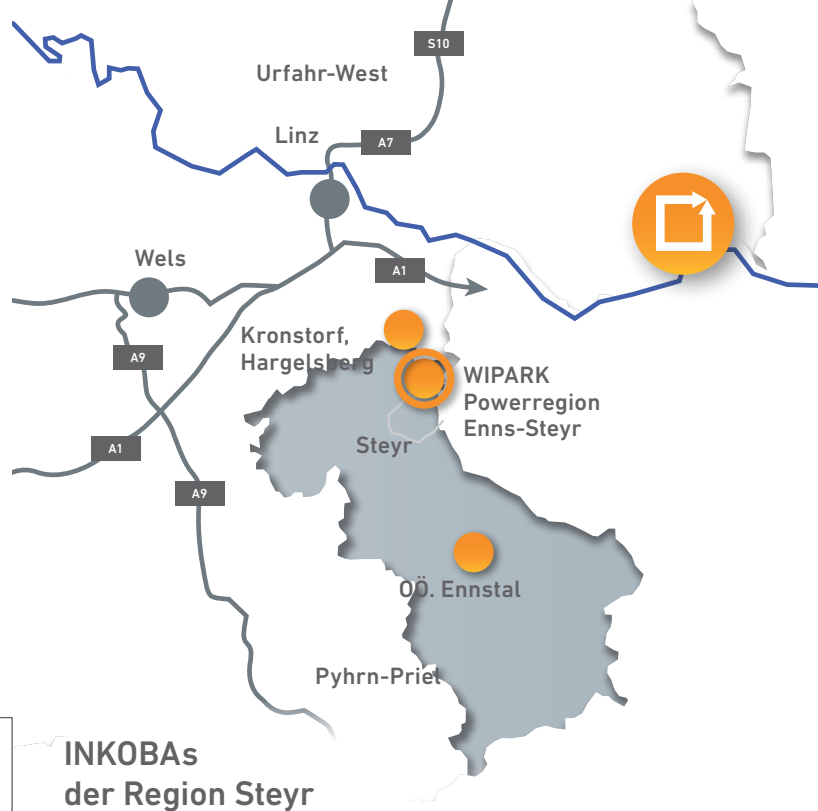 S10
Urfahr-West
Linz
A7
Wels
A1
Kronstorf,
Hargelsberg
A9
WIPARK
Powerregion
Enns-Steyr
Steyr
A1
A9
OÖ. Ennstal
Pyhrn-Priel
INKOBAs
der Region Steyr